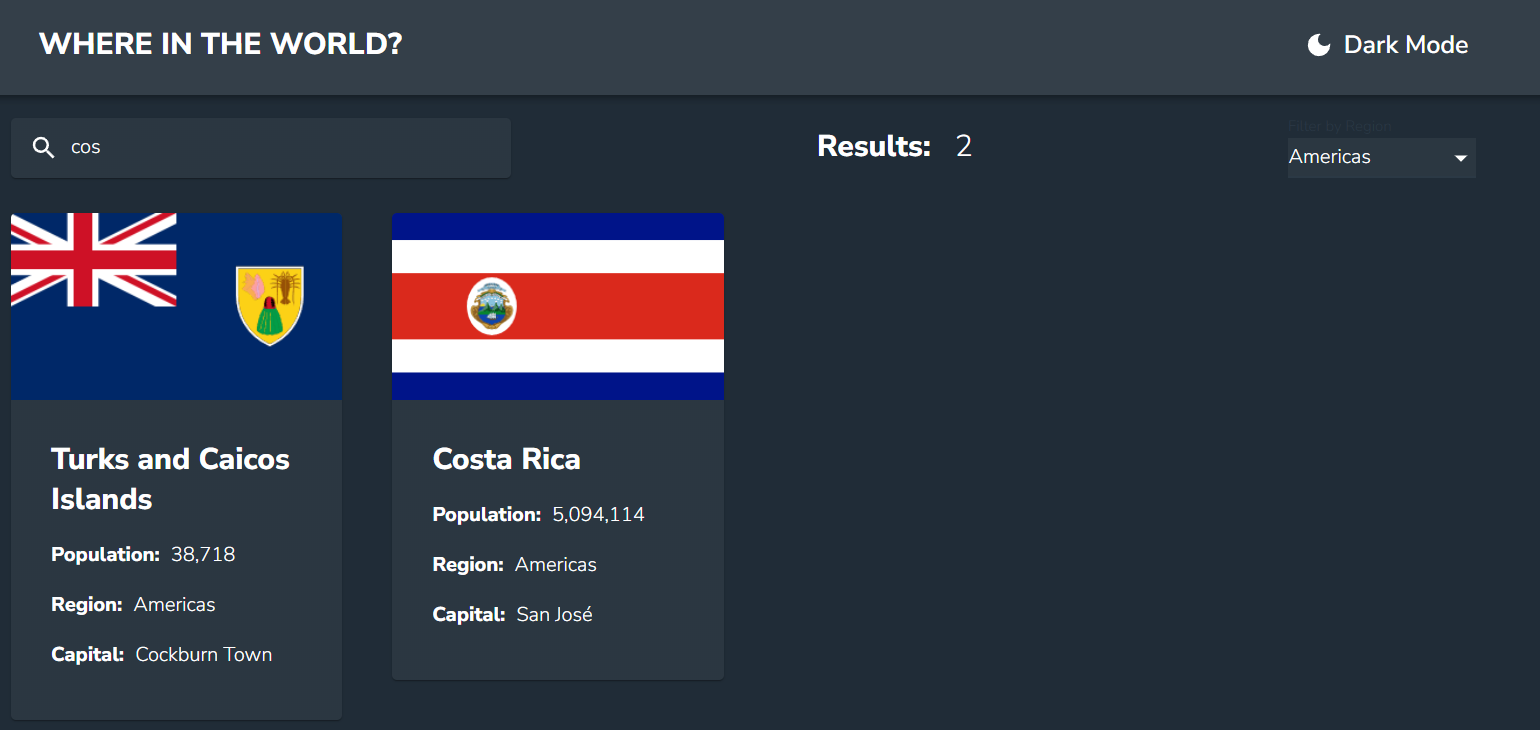 WHERE IN THE WORLD?
Dark Mode
cos
Results: 2
Filter by Region
Americas
Turks and Caicos
Islands
Population: 38,718
Region: Americas
Capital: Cockburn Town
Costa Rica
Population: 5,094,114
Region: Americas
Capital: San José